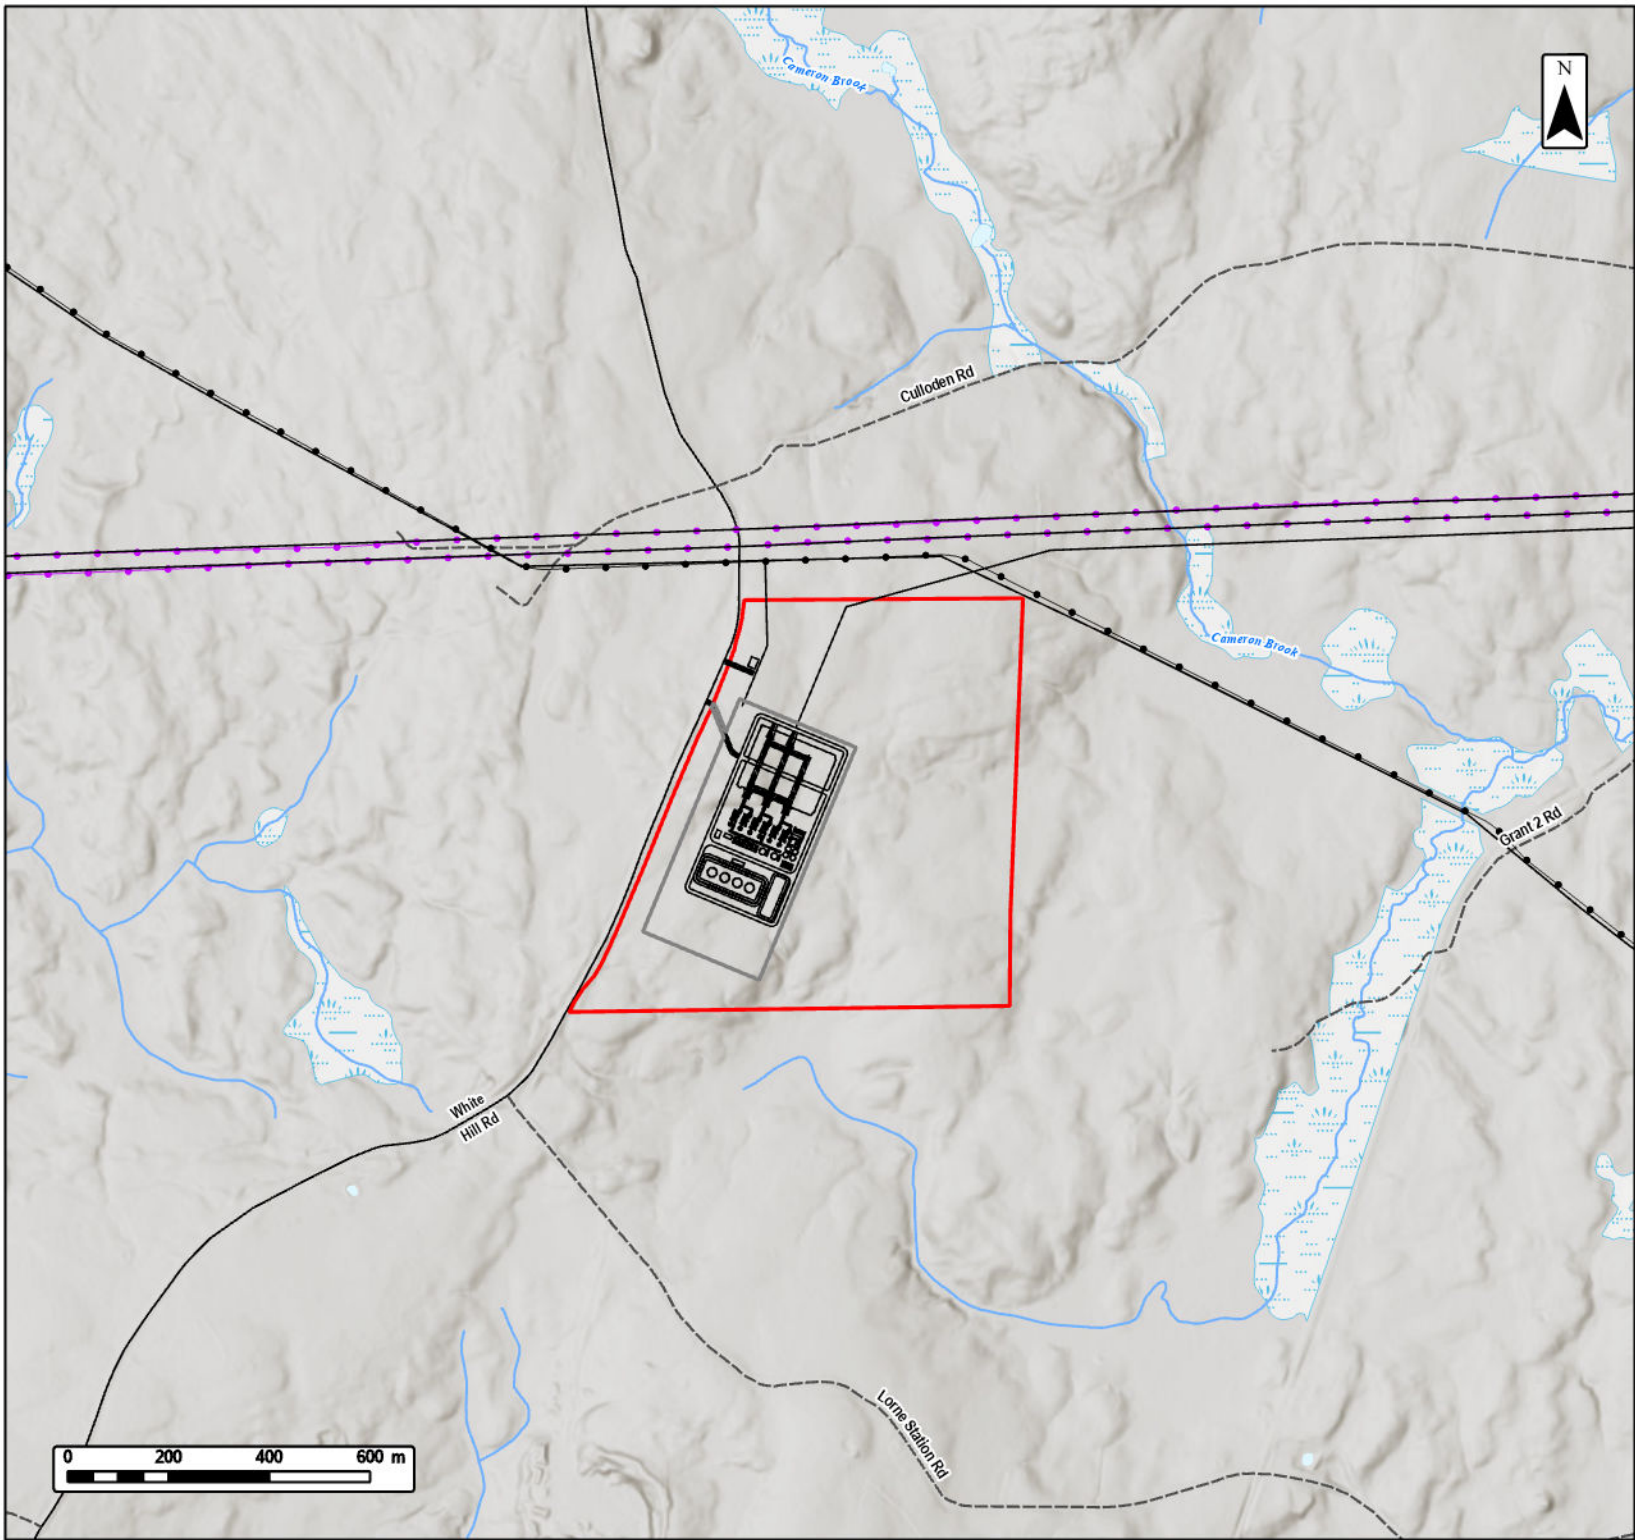 N
Cameron Brook
Culloden Rd
Cameron Brook
Grant 2 Rd
White
Hill Rd
Lorne Station Rd
0 200 400 600 m